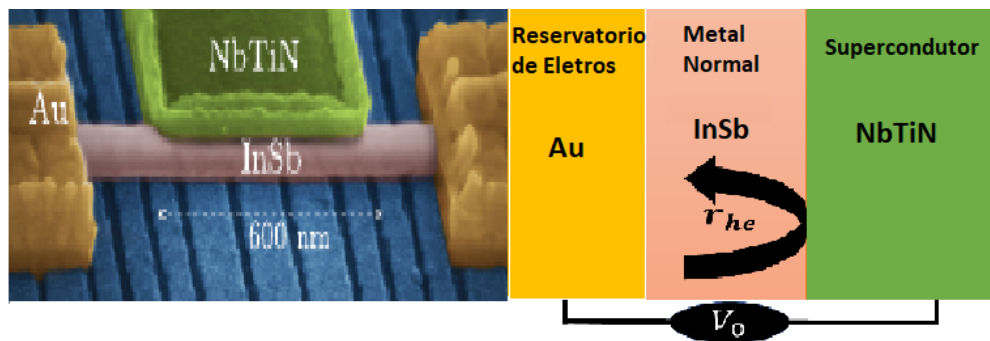 NbTiN
Au
InSb
600 nm
Reservatorio
de Eletros
Au
Metal
Normal
InSb
r_he
Supercondutor
NbTiN
V_0